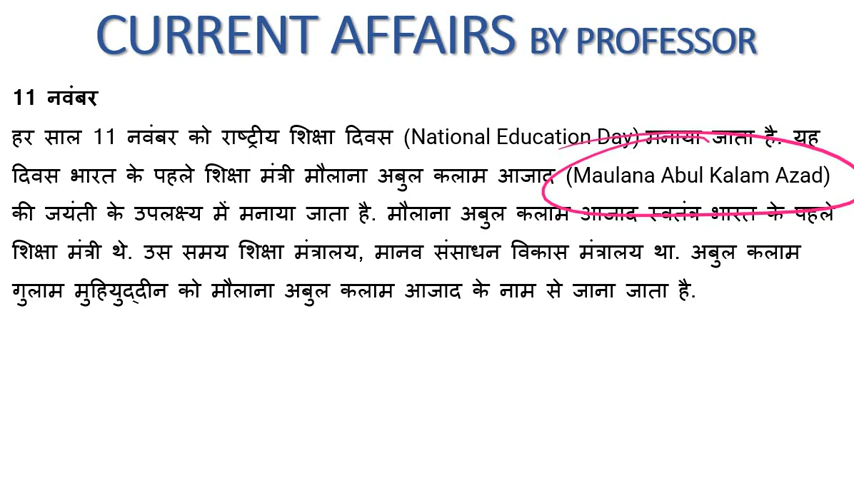 CURRENT AFFAIRS BY PROFESSOR
11 नवंबर
हर साल 11 नवंबर को राष्ट्रीय शिक्षा दिवस (National Education Day) मनाया जाता है. यह
दिवस भारत के पहले शिक्षा मंत्री मौलाना अबुल कलाम आजाद (Maulana Abul Kalam Azad)
की जयंती के उपलक्ष्य में मनाया जाता है. मौलाना अबुल कलाम आजाद स्वतंत्र भारत के पहले
शिक्षा मंत्री थे. उस समय शिक्षा मंत्रालय, मानव संसाधन विकास मंत्रालय था. अबुल कलाम
गुलाम मुहियुद्दीन को मौलाना अबुल कलाम आजाद के नाम से जाना जाता है.